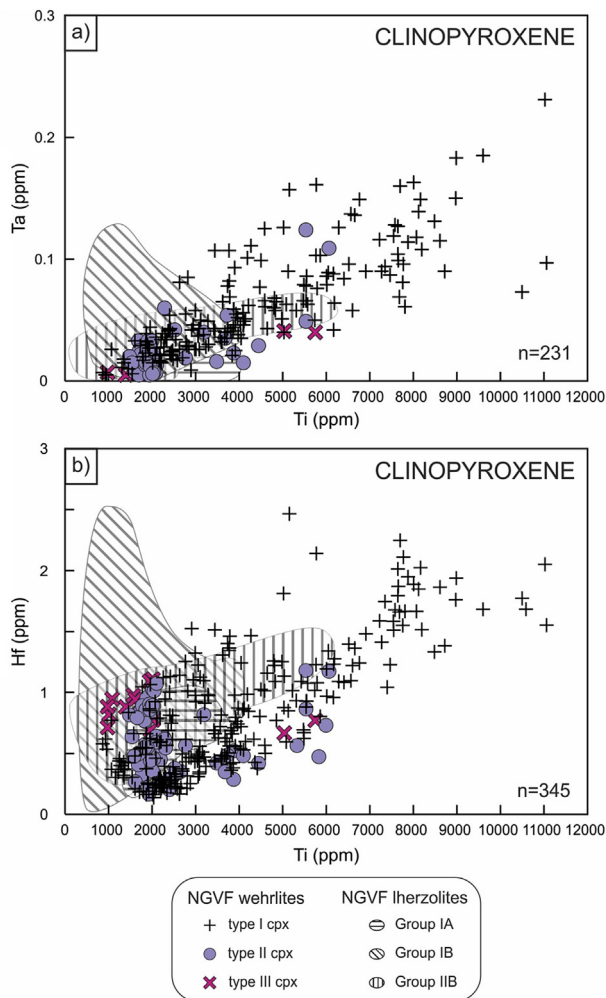 a)
CLINOPYROXENE
0.3
0.2
0.1
0
Ta (ppm)
n=231
0 1000 2000 3000 4000 5000 6000 7000 8000 9000 10000 11000 12000
Ti (ppm)
b)
CLINOPYROXENE
3
2
1
0
Hf (ppm)
n=345
0 1000 2000 3000 4000 5000 6000 7000 8000 9000 10000 11000 12000
Ti (ppm)
NGVF wehrlites
type I cpx
type II cpx
type III cpx
NGVF lherzolites
Group IA
Group IB
Group IIB